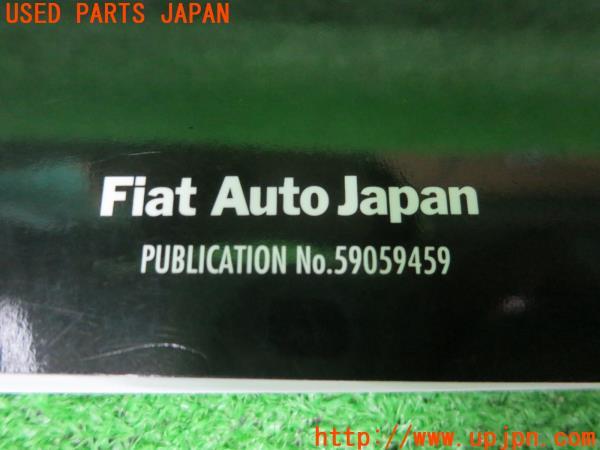 USED PARTS JAPAN
Fiat Auto Japan
PUBLICATION No.59059459
http://www.upjpn.com